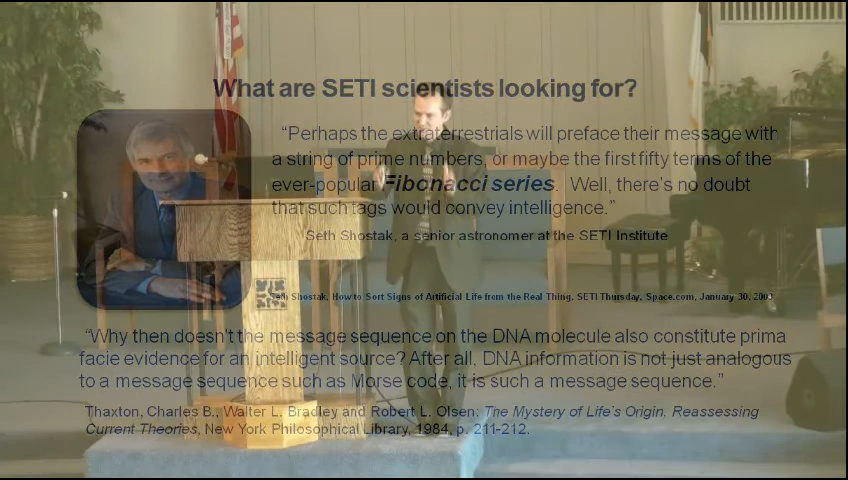 What are SETI scientists looking for?
“Perhaps the extraterrestrials will preface their message with
a string of prime numbers, or maybe the first fifty terms of the
ever-popular Fibonacci series. Well, there’s no doubt
that such tags would convey intelligence.”
Seth Shostak, a senior astronomer at the SETI Institute
Seth Shostak, How to Sort Signs of Artificial Life from the Real Thing, SETI Thursday, Space.com, January 30, 2003
“Why then doesn’t the message sequence on the DNA molecule also constitute prima
facie evidence for an intelligent source? After all, DNA information is not just analogous
to a message sequence such as Morse code, it is such a message sequence.”
Thaxton, Charles B., Walter L. Bradley and Robert L. Olsen: The Mystery of Life’s Origin, Reassessing
Current Theories, New York Philosophical Library, 1984, p. 211-212.